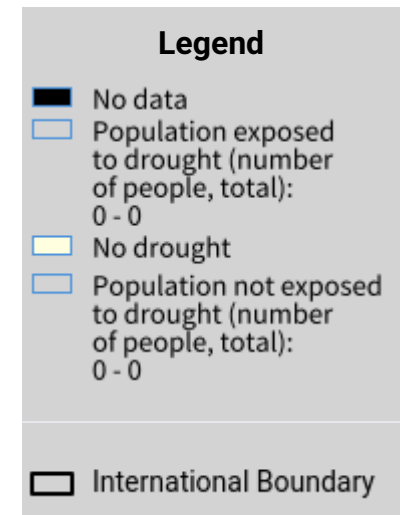 Legend
No data
Population exposed
to drought (number
of people, total):
0 - 0
No drought
Population not exposed
to drought (number
of people, total):
0 - 0
International Boundary